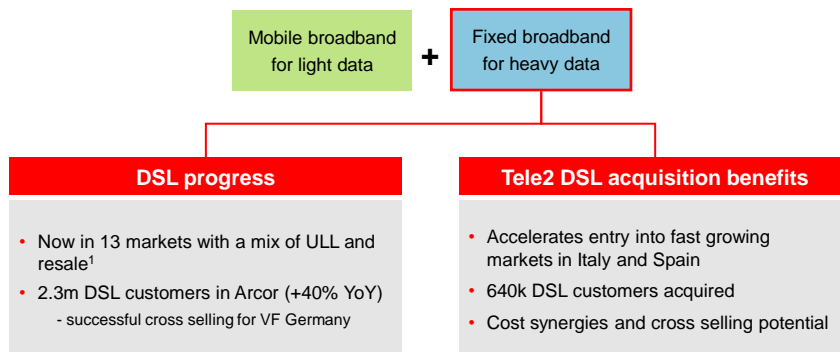 Mobile broadband
for light data
+
Fixed broadband
for heavy data
DSL progress
• Now in 13 markets with a mix of ULL and
resale1
• 2.3m DSL customers in Arcor (+40% YoY)
- successful cross selling for VF Germany
Tele2 DSL acquisition benefits
• Accelerates entry into fast growing
markets in Italy and Spain
• 640k DSL customers acquired
• Cost synergies and cross selling potential